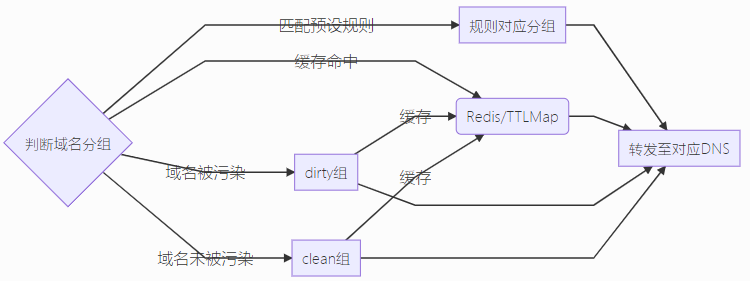 匹配预设规则
规则对应分组
缓存命中
缓存
Redis/TTLMap
判断域名分组
转发至对应DNS
域名被污染
dirty组
缓存
域名未被污染
clean组